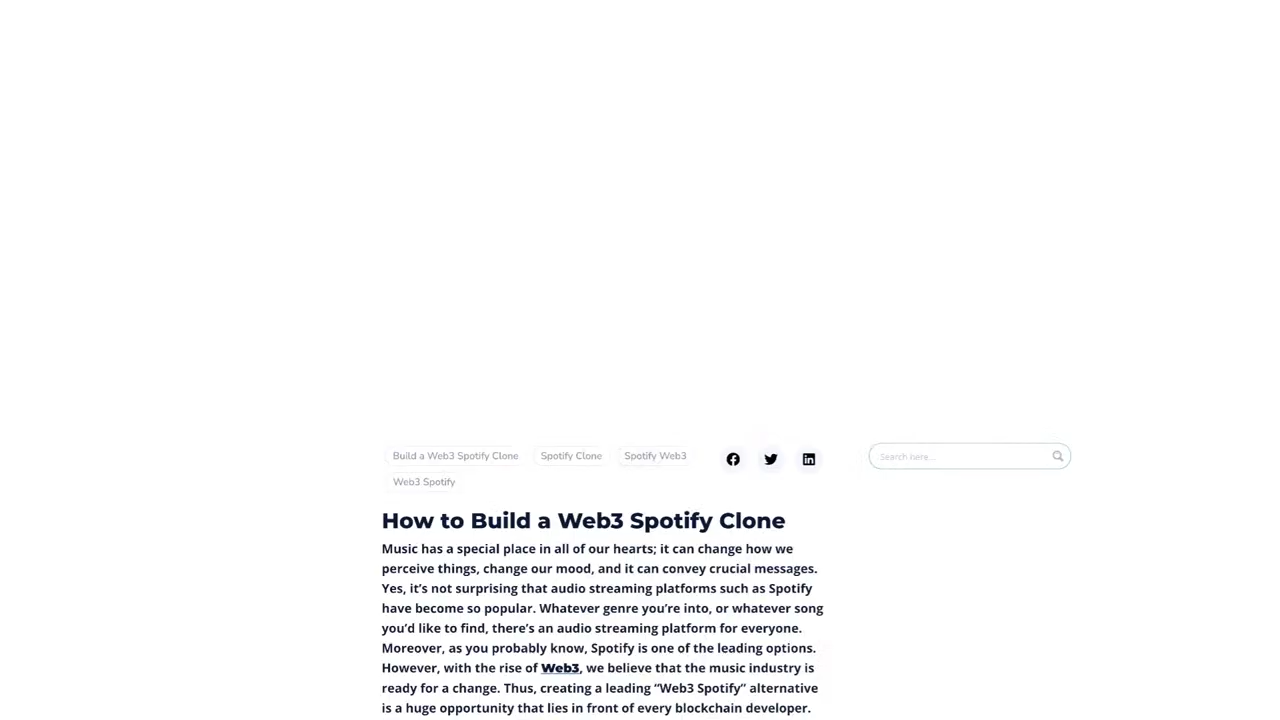 Build a Web3 Spotify Clone
Spotify Clone
Spotify Web3
Search here...
Web3 Spotify
How to Build a Web3 Spotify Clone
Music has a special place in all of our hearts; it can change how we
perceive things, change our mood, and it can convey crucial messages.
Yes, it’s not surprising that audio streaming platforms such as Spotify
have become so popular. Whatever genre you’re into, or whatever song
you’d like to find, there’s an audio streaming platform for everyone.
Moreover, as you probably know, Spotify is one of the leading options.
However, with the rise of Web3, we believe that the music industry is
ready for a change. Thus, creating a leading “Web3 Spotify” alternative
is a huge opportunity that lies in front of every blockchain developer.